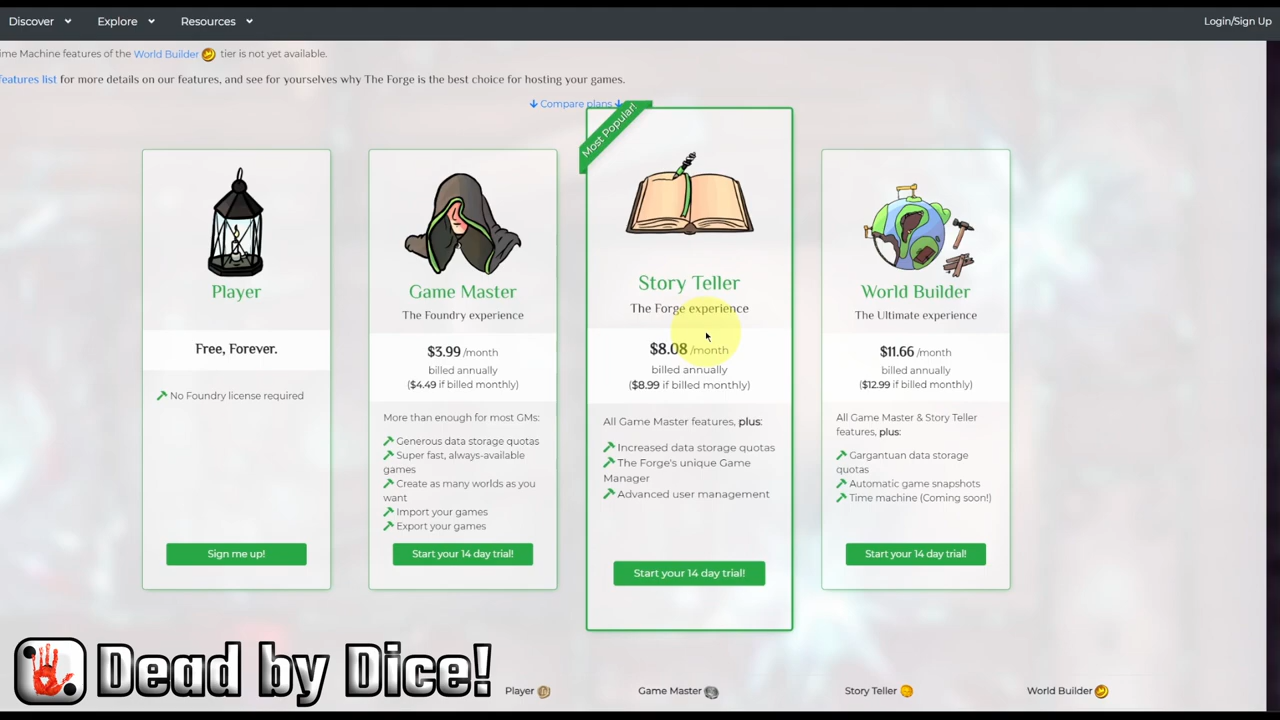 Discover
Explore
Resources
Login/Sign Up
ime Machine features of the World Builder tier is not yet available.
features list for more details on our features, and see for yourselves why The Forge is the best choice for hosting your games.
Compare plans
Player
Free, Forever.
No Foundry license required
Sign me up!
Game Master
The Foundry experience
$3.99 /month
billed annually
($4.49 if billed monthly)
More than enough for most GMs:
Generous data storage quotas
Super fast, always-available
games
Create as many worlds as you
want
Import your games
Export your games
Start your 14 day trial!
Most Popular!
Story Teller
The Forge experience
$8.08 /month
billed annually
($8.99 if billed monthly)
All Game Master features, plus:
Increased data storage quotas
The Forge's unique Game
Manager
Advanced user management
Start your 14 day trial!
World Builder
The Ultimate experience
$11.66 /month
billed annually
($12.99 if billed monthly)
All Game Master & Story Teller
features, plus:
Gargantuan data storage
quotas
Automatic game snapshots
Time machine (Coming soon!)
Start your 14 day trial!
Dead by Dice!
Player
Game Master
Story Teller
World Builder